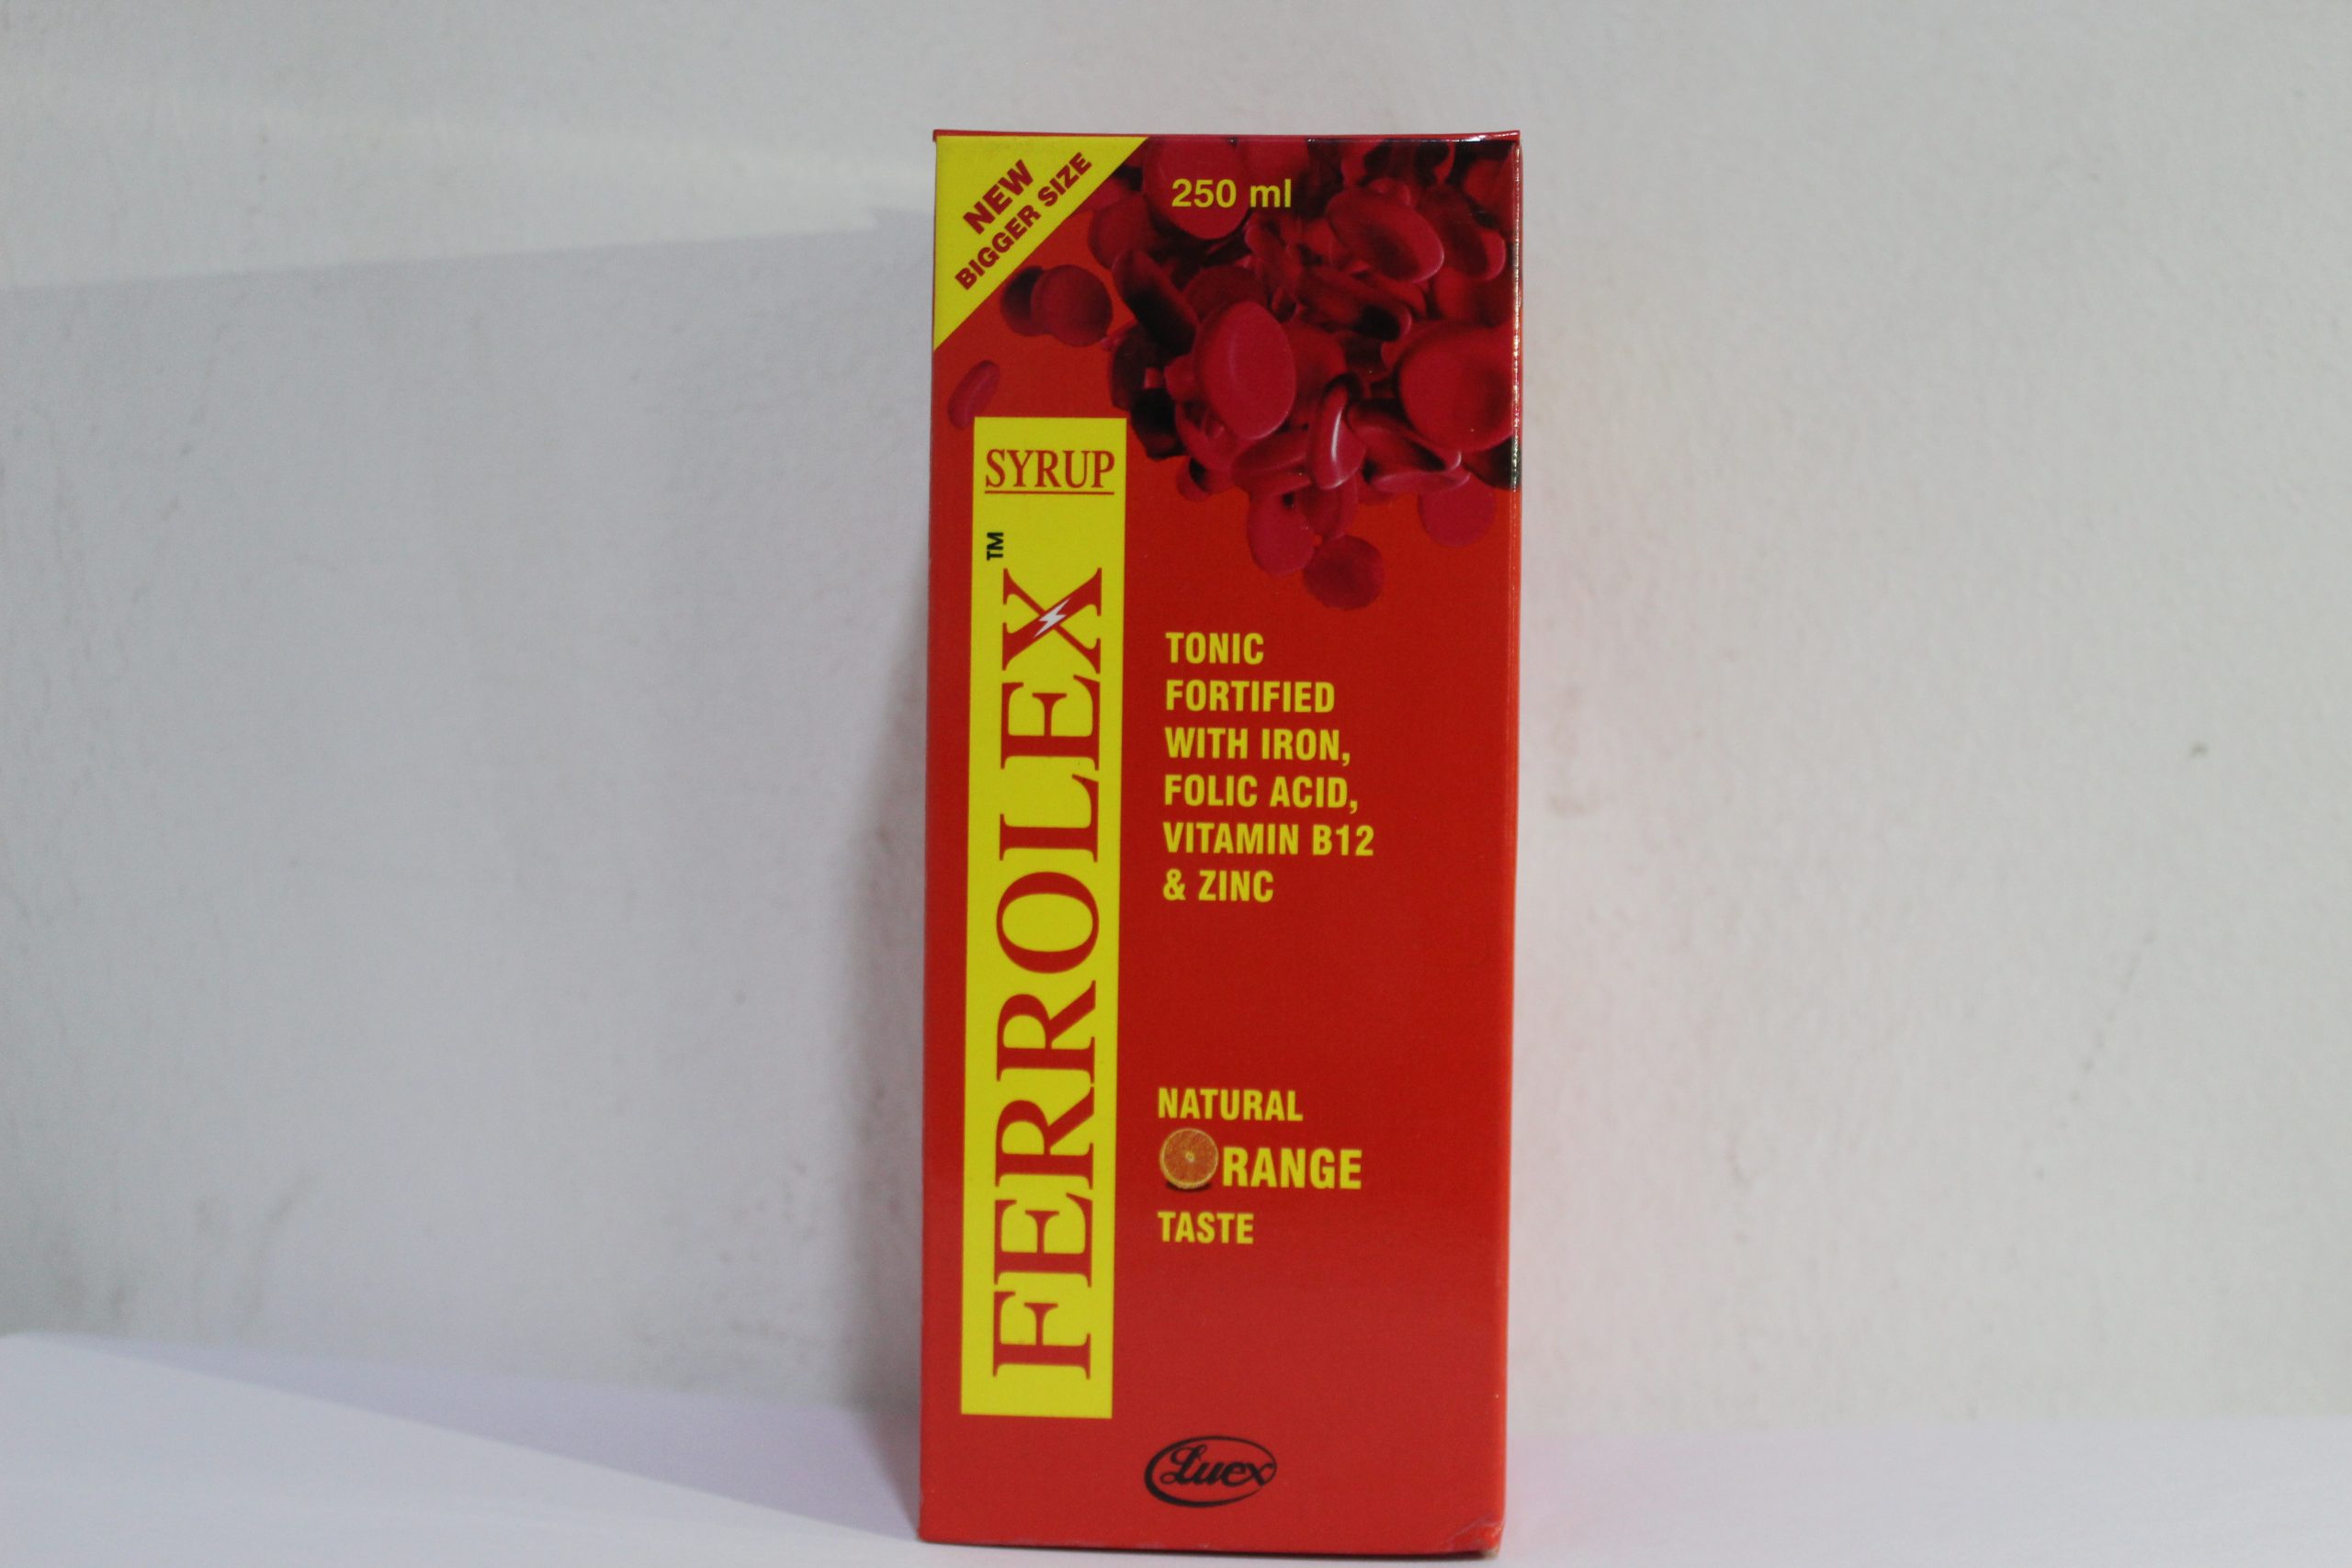 NEW
BIGGER SIZE
250 ml
SYRUP
FERROLEX™
TONIC
FORTIFIED
WITH IRON,
FOLIC ACID,
VITAMIN B12
& ZINC
NATURAL
ORANGE
TASTE
Luex